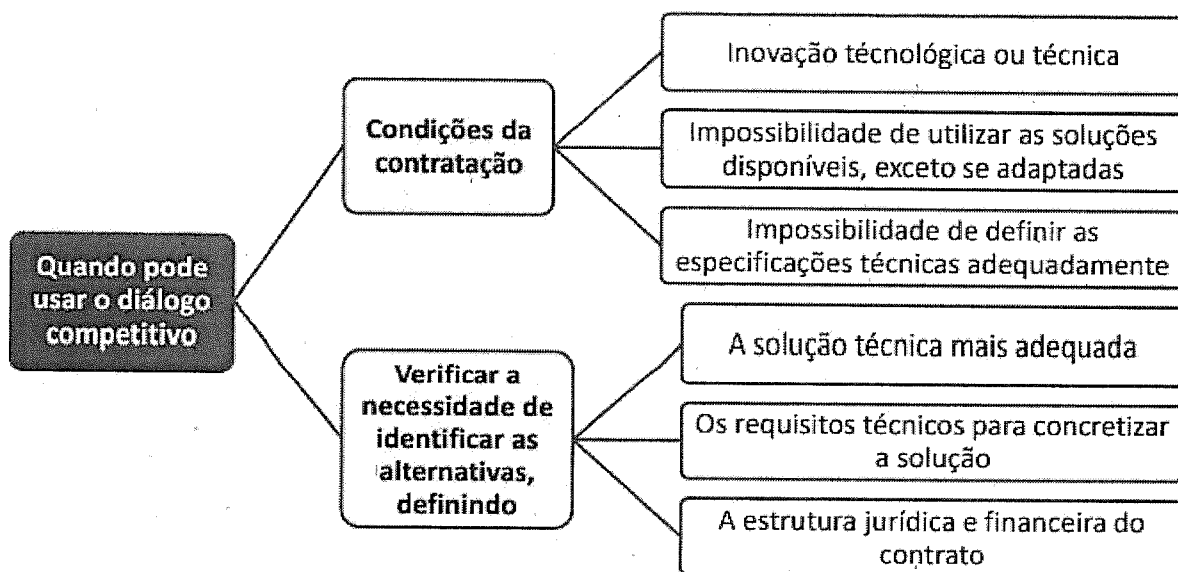 Quando pode
usar o diálogo
competitivo
Condições da
contratação
Inovação técnológica ou técnica
Impossibilidade de utilizar as soluções
disponíveis, exceto se adaptadas
Impossibilidade de definir as
especificações técnicas adequadamente
Verificar a
necessidade de
identificar as
alternativas,
definindo
A solução técnica mais adequada
Os requisitos técnicos para concretizar
a solução
A estrutura jurídica e financeira do
contrato